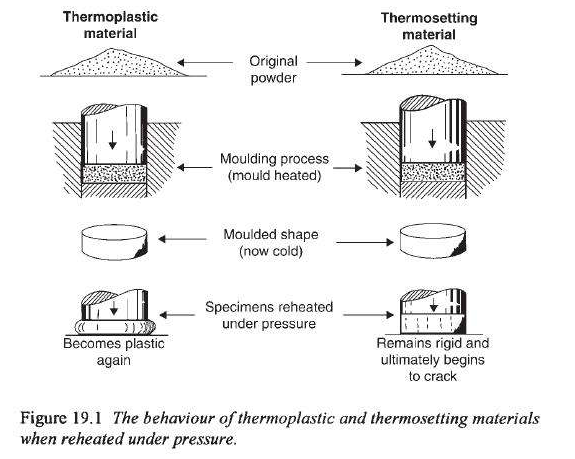 Thermoplastic
material
Thermosetting
material
Original
powder
Moulding process
(mould heated)
Moulded shape
(now cold)
Specimens reheated
under pressure
Becomes plastic
again
Remains rigid and
ultimately begins
to crack
Figure 19.1 The behaviour of thermoplastic and thermosetting materials
when reheated under pressure.